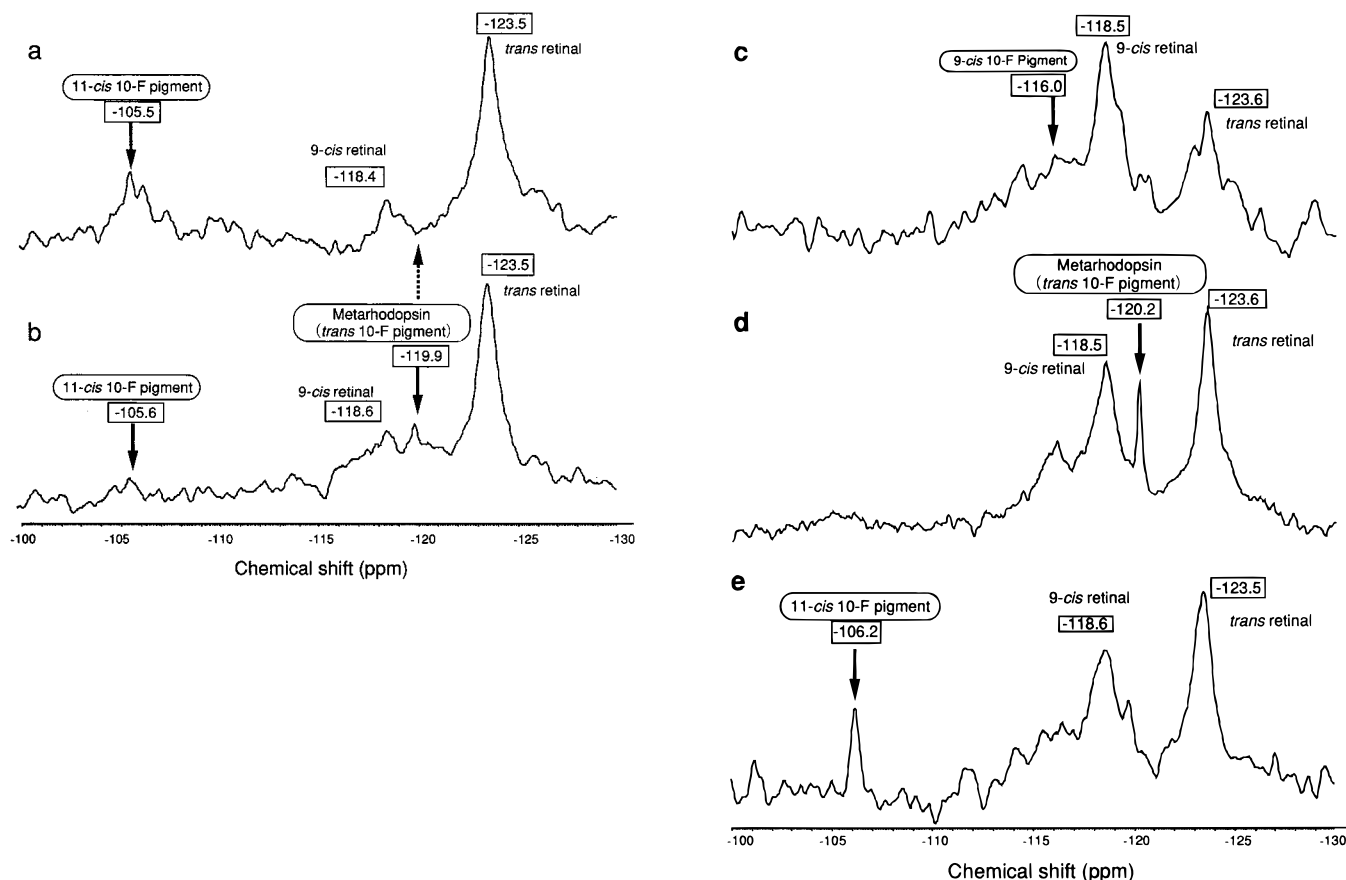 a
-123.5
trans retinal
11-cis 10-F pigment
-105.5
9-cis retinal
-118.4
b
-123.5
trans retinal
Metarhodopsin
(trans 10-F pigment)
-119.9
11-cis 10-F pigment
-105.6
9-cis retinal
-118.6
-100 -105 -110 -115 -120 -125 -130
Chemical shift (ppm)
c
-118.5
9-cis retinal
9-cis 10-F Pigment
-116.0
-123.6
trans retinal
d
Metarhodopsin
(trans 10-F pigment)
-120.2
-123.6
trans retinal
-118.5
9-cis retinal
e
11-cis 10-F pigment
-106.2
9-cis retinal
-118.6
-123.5
trans retinal
-100 -105 -110 -115 -120 -125 -130
Chemical shift (ppm)